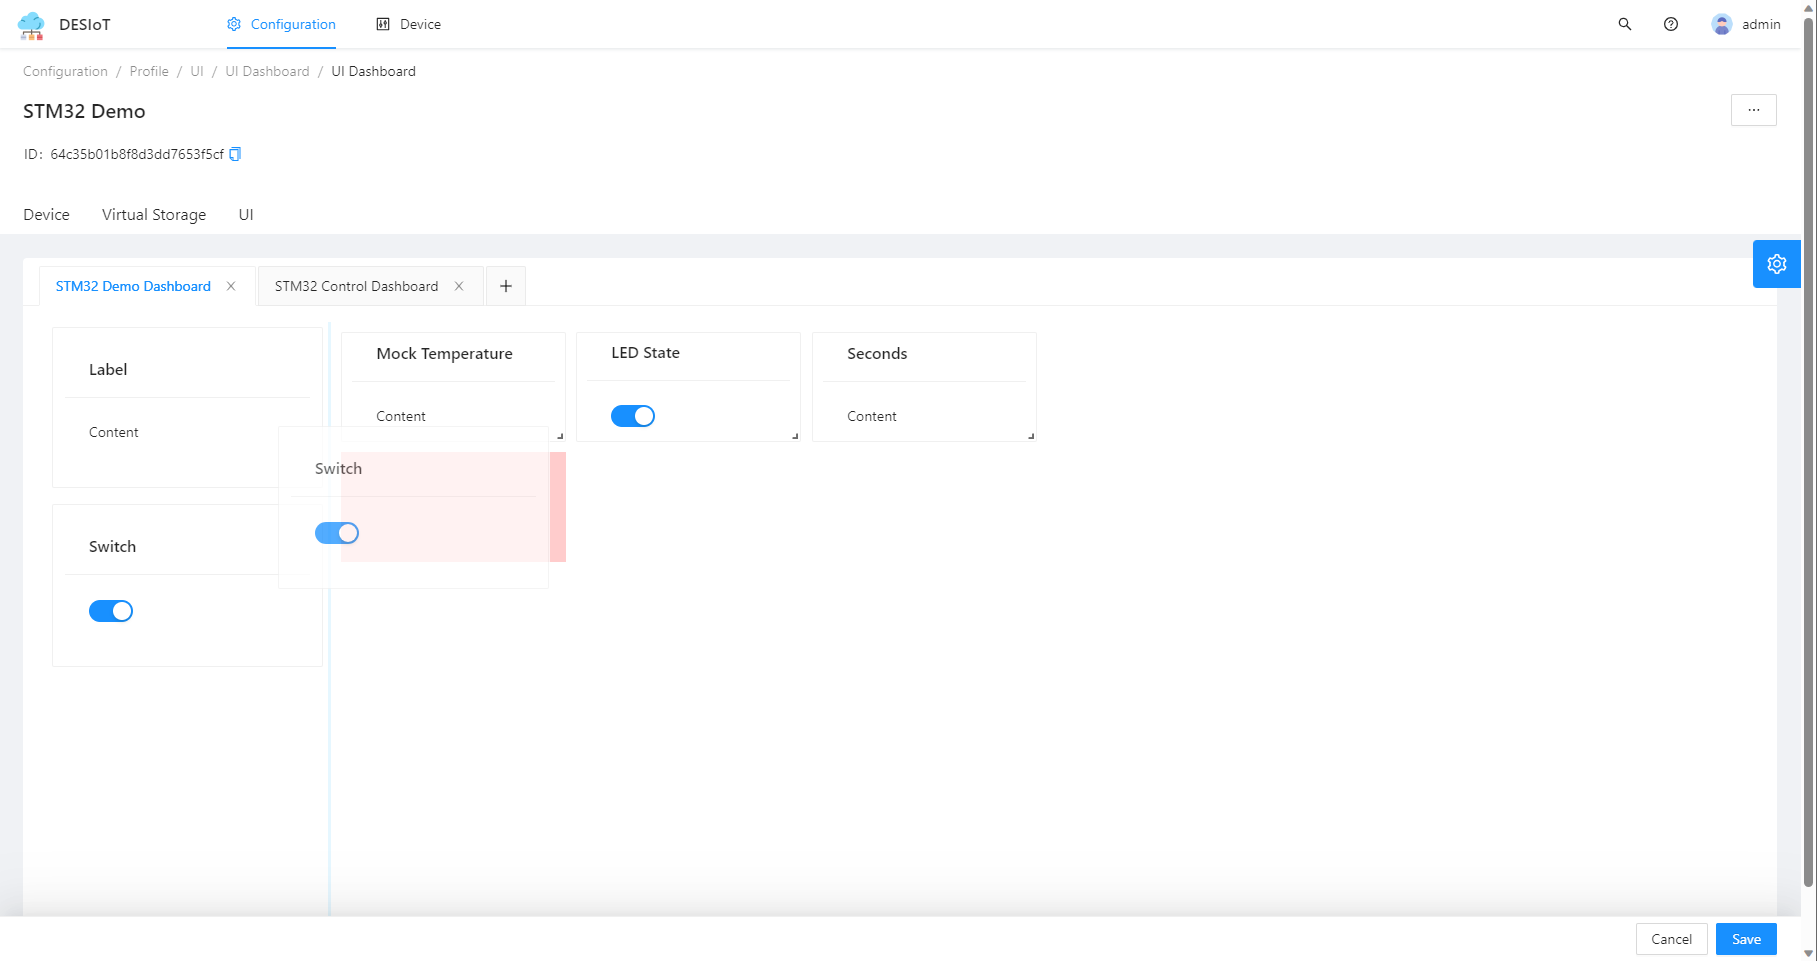 DESIoT
Configuration
Device
admin
Configuration / Profile / UI / UI Dashboard / UI Dashboard
STM32 Demo
...
ID: 64c35b01b8f8d3dd7653f5cf
Device
Virtual Storage
UI
STM32 Demo Dashboard
STM32 Control Dashboard
Label
Content
Switch
Mock Temperature
Content
LED State
Seconds
Content
Switch
Cancel
Save